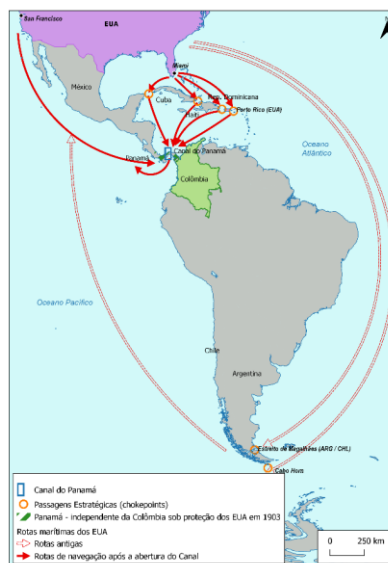 San Francisco
EUA
Miami
México
Cuba
Rep. Dominicana
Haiti
Porto Rico (EUA)
Oceano
Atlântico
Panamá
Canal do Panamá
Colômbia
Oceano Pacífico
Chile
Argentina
Estreito de Magalhães (ARG / CHL)
Cabo Horn
Canal do Panamá
Passagens Estratégicas (chokepoints)
Panamá - independente da Colômbia sob proteção dos EUA em 1903
Rotas marítimas dos EUA
Rotas antigas
Rotas de navegação após a abertura do Canal
0 250 km